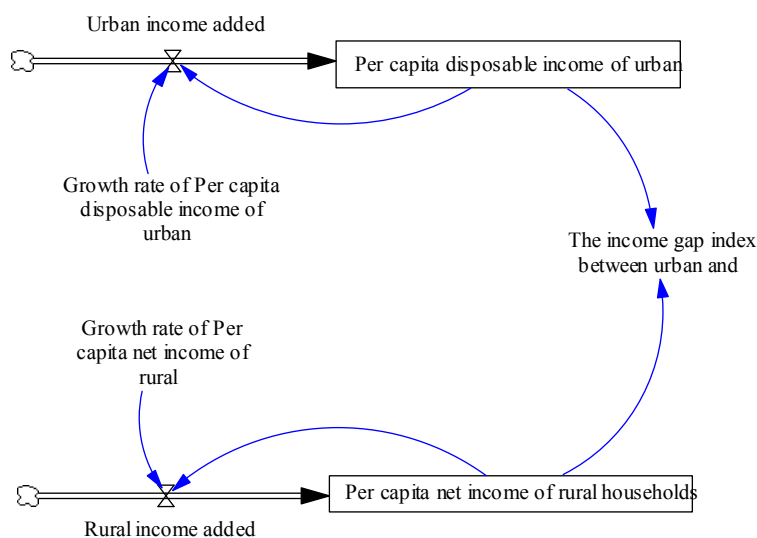 Urban income added
Per capita disposable income of urban
Growth rate of Per capita
disposable income of
urban
The income gap index
between urban and
Growth rate of Per
capita net income of
rural
Per capita net income of rural households
Rural income added